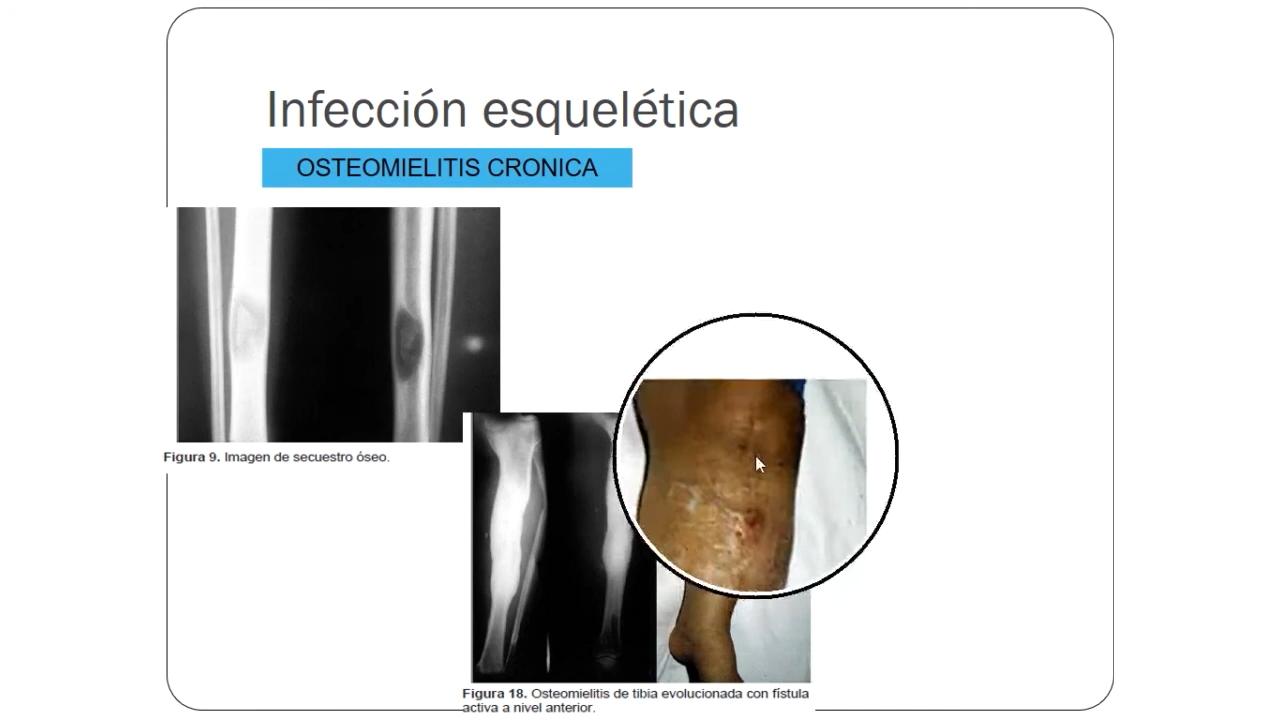 Infección esquelética
OSTEOMIELITIS CRONICA
Figura 9. Imagen de secuestro óseo.
Figura 18. Osteomielitis de tibia evolucionada con fístula
activa a nivel anterior.